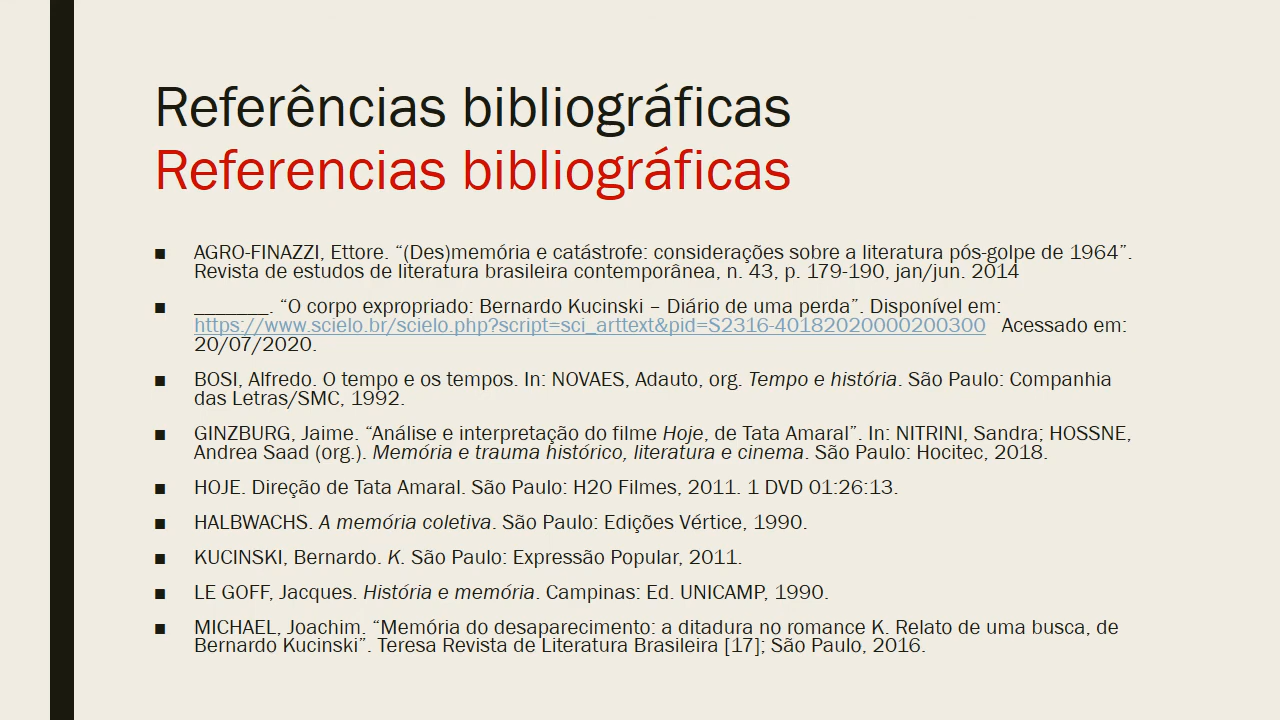 Referências bibliográficas
Referencias bibliográficas
■ AGRO-FINAZZI, Ettore. “(Des)memória e catástrofe: considerações sobre a literatura pós-golpe de 1964”.
Revista de estudos de literatura brasileira contemporânea, n. 43, p. 179-190, jan/jun. 2014
■ _______. “O corpo expropriado: Bernardo Kucinski – Diário de uma perda”. Disponível em:
https://www.scielo.br/scielo.php?script=sci_arttext&pid=S2316-40182020000200300 Acessado em:
20/07/2020.
■ BOSI, Alfredo. O tempo e os tempos. In: NOVAES, Adauto, org. Tempo e história. São Paulo: Companhia
das Letras/SMC, 1992.
■ GINZBURG, Jaime. “Análise e interpretação do filme Hoje, de Tata Amaral”. In: NITRINI, Sandra; HOSSNE,
Andrea Saad (org.). Memória e trauma histórico, literatura e cinema. São Paulo: Hocitec, 2018.
■ HOJE. Direção de Tata Amaral. São Paulo: H2O Filmes, 2011. 1 DVD 01:26:13.
■ HALBWACHS. A memória coletiva. São Paulo: Edições Vértice, 1990.
■ KUCINSKI, Bernardo. K. São Paulo: Expressão Popular, 2011.
■ LE GOFF, Jacques. História e memória. Campinas: Ed. UNICAMP, 1990.
■ MICHAEL, Joachim. “Memória do desaparecimento: a ditadura no romance K. Relato de uma busca, de
Bernardo Kucinski”. Teresa Revista de Literatura Brasileira [17]; São Paulo, 2016.